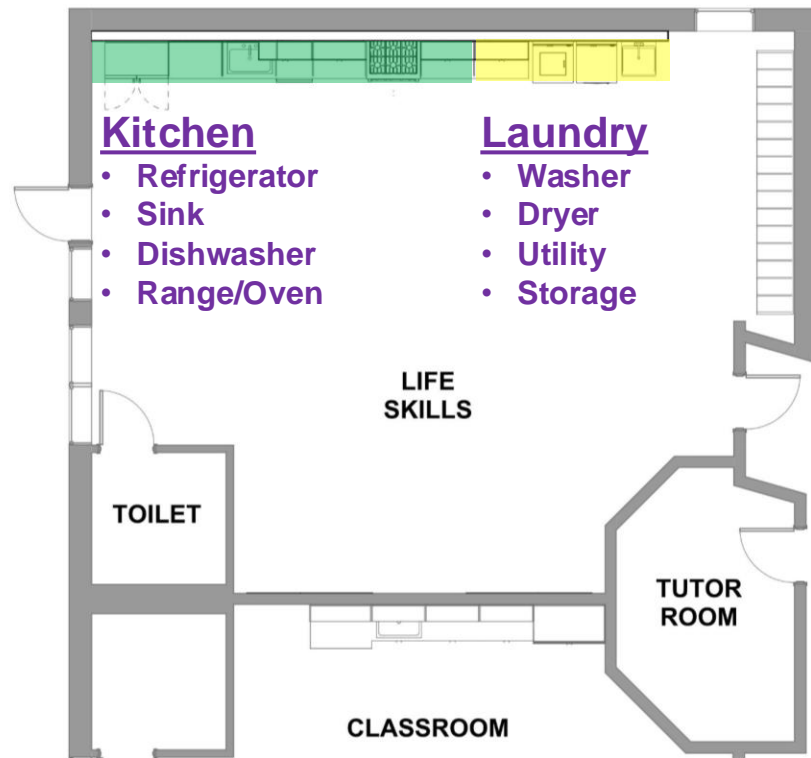 Kitchen
• Refrigerator
• Sink
• Dishwasher
• Range/Oven
Laundry
• Washer
• Dryer
• Utility
• Storage
LIFE
SKILLS
TOILET
TUTOR
ROOM
CLASSROOM